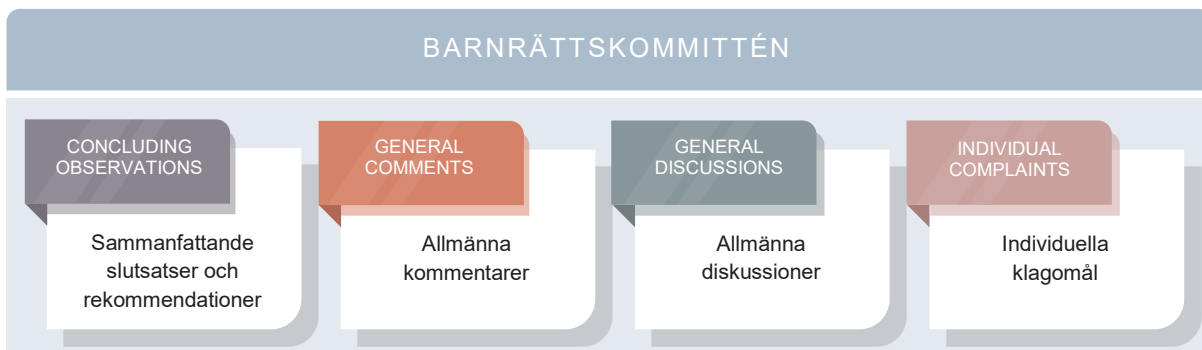 BARNRÄTTSKOMMITTÉN
CONCLUDING
OBSERVATIONS
Sammanfattande
slutsatser och
rekommendationer
GENERAL
COMMENTS
Allmänna
kommentarer
GENERAL
DISCUSSIONS
Allmänna
diskussioner
INDIVIDUAL
COMPLAINTS
Individuella
klagomål